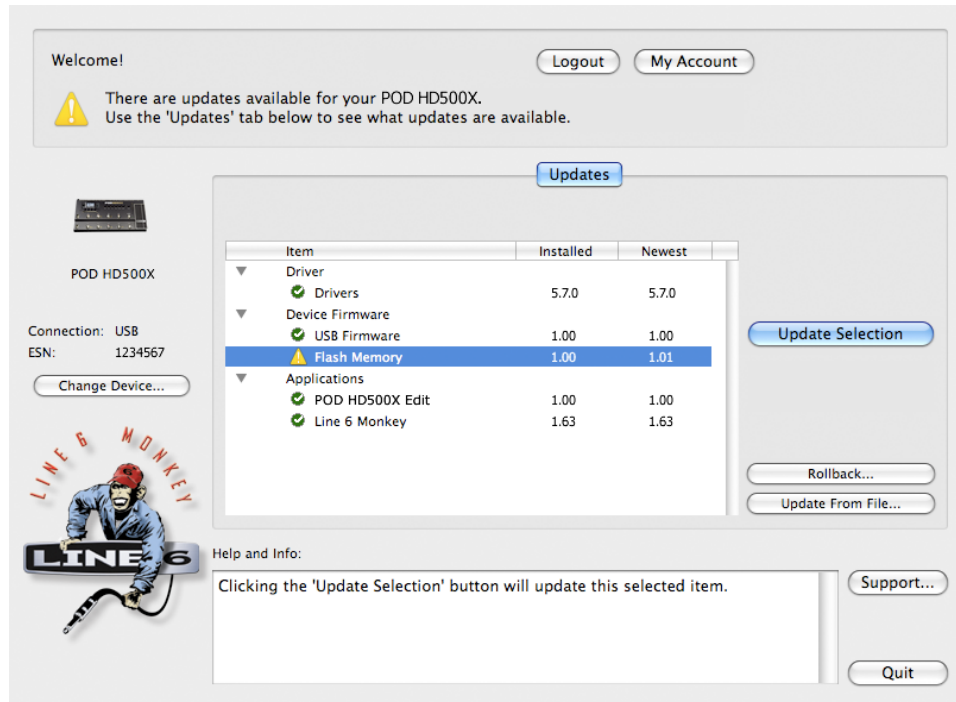 Welcome!
Logout
My Account
There are updates available for your POD HD500X.
Use the 'Updates' tab below to see what updates are available.
Updates
POD HD500X
Connection: USB
ESN: 1234567
Change Device...
Item Installed Newest
Driver
Drivers 5.7.0 5.7.0
Device Firmware
USB Firmware 1.00 1.00
Flash Memory 1.00 1.01
Applications
POD HD500X Edit 1.00 1.00
Line 6 Monkey 1.63 1.63
Update Selection
Rollback...
Update From File...
LINE 6 MONKEY
LINE 6
Help and Info:
Clicking the 'Update Selection' button will update this selected item.
Support...
Quit